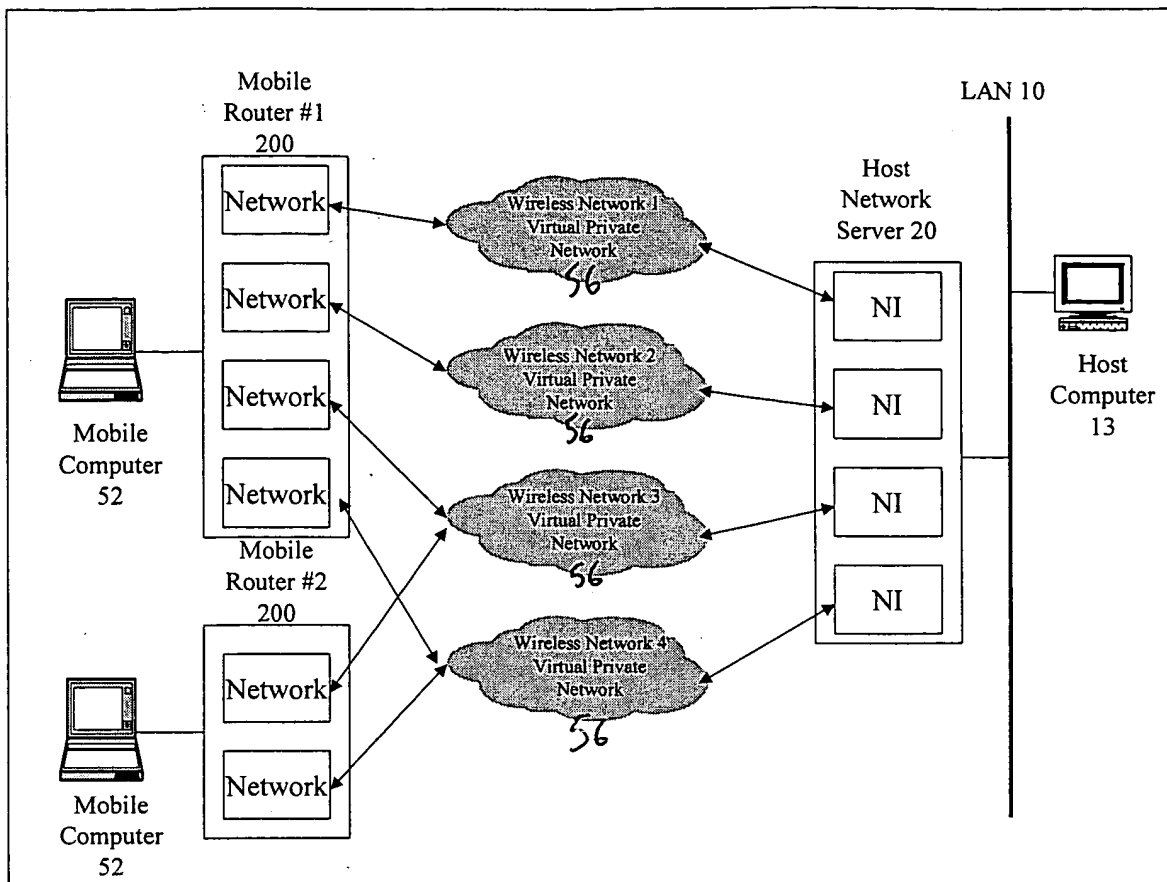 Mobile
Router #1
200
Network
Network
Network
Network
Mobile
Computer
52
Mobile
Router #2
200
Network
Network
Mobile
Computer
52
Wireless Network 1
Virtual Private
Network
56
Wireless Network 2
Virtual Private
Network
56
Wireless Network 3
Virtual Private
Network
56
Wireless Network 4
Virtual Private
Network
56
Host
Network
Server 20
NI
NI
NI
NI
LAN 10
Host
Computer
13